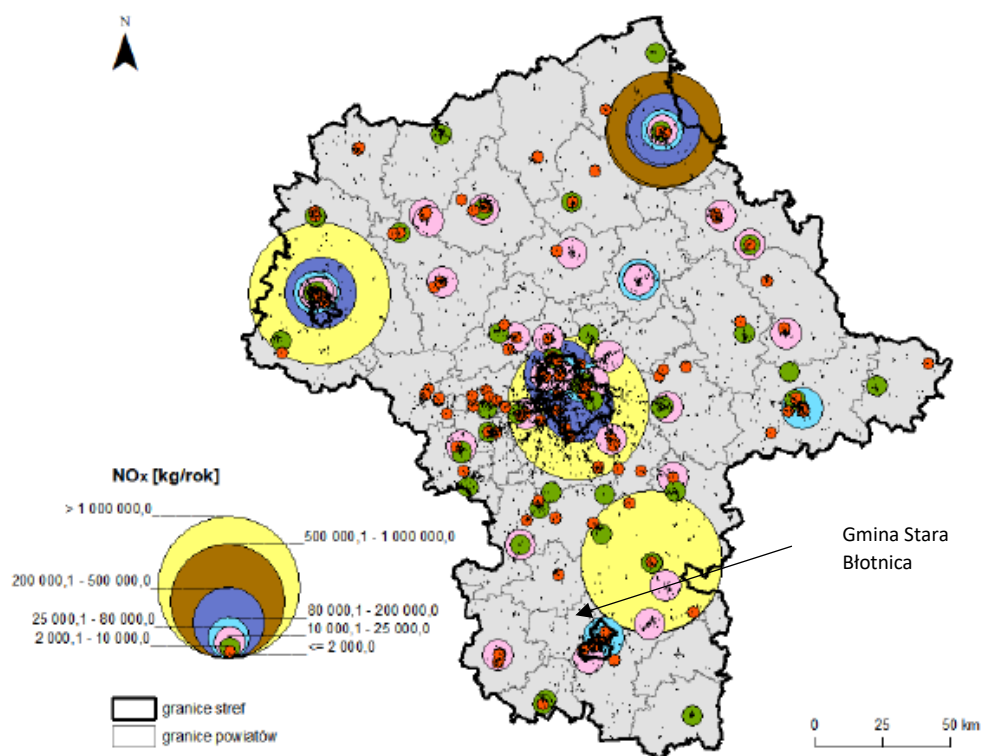 N
Gmina Stara
Błotnica
NOx [kg/rok]
> 1 000 000,0
500 000,1 - 1 000 000,0
200 000,1 - 500 000,0
80 000,1 - 200 000,0
25 000,1 - 80 000,0
10 000,1 - 25 000,0
2 000,1 - 10 000,0
<= 2 000,0
granice stref
granice powiatów
0 25 50 km